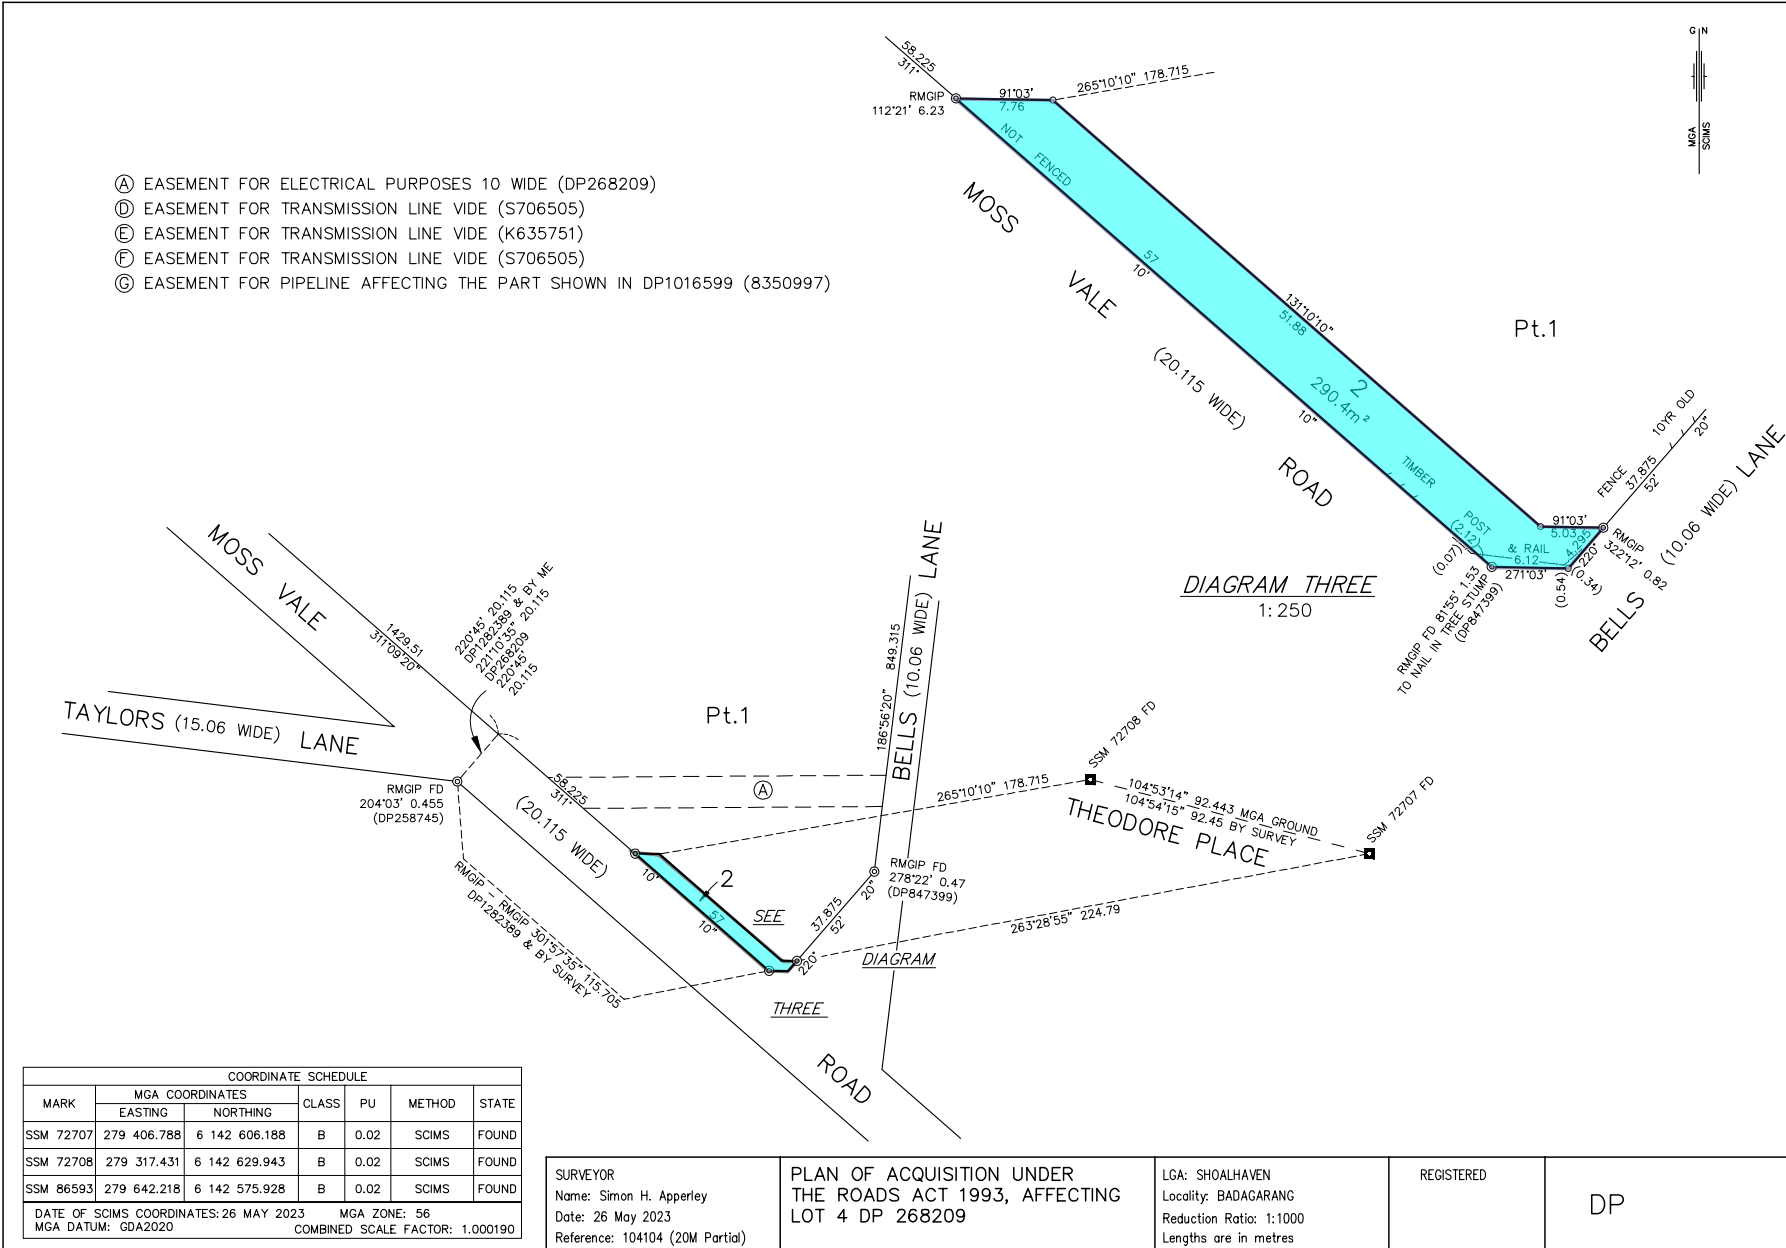 58.225
311°
RMGIP
112°21' 6.23
91°03'
7.76
265°10'10" 178.715
G N
MGA
SCIMS
NOT FENCED
Ⓐ EASEMENT FOR ELECTRICAL PURPOSES 10 WIDE (DP268209)
Ⓓ EASEMENT FOR TRANSMISSION LINE VIDE (S706505)
Ⓔ EASEMENT FOR TRANSMISSION LINE VIDE (K635751)
Ⓕ EASEMENT FOR TRANSMISSION LINE VIDE (S706505)
Ⓖ EASEMENT FOR PIPELINE AFFECTING THE PART SHOWN IN DP1016599 (8350997)
MOSS VALE (20.115 WIDE) ROAD
57
10'
10"
131°10'10"
51.88
Pt.1
2
290.4m²
TIMBER
POST
& RAIL
FENCE
10YR OLD
37.875
52'
20"
91°03'
5.03
4.295
220°
RMGIP
322°12' 0.82
(2.12)
(0.07)
6.12
271°03'
(0.54)
(0.34)
RMGIP FD 81°55' 1.53
TO NAIL IN TREE STUMP
(DP847399)
BELLS (10.06 WIDE) LANE
DIAGRAM THREE
1:250
MOSS VALE
1429.51
311°09'20"
220°45' 20.115
DP1282389 & BY ME
221°10'35" 20.115
DP268209
220°45'
20.115
TAYLORS (15.06 WIDE) LANE
RMGIP FD
204°03' 0.455
(DP258745)
Pt.1
58.225
311°
(20.115 WIDE)
Ⓐ
186°56'20" 849.315
BELLS (10.06 WIDE) LANE
265°10'10" 178.715
SSM 72708 FD
104°53'14" 92.443 MGA GROUND
104°54'15" 92.45 BY SURVEY
THEODORE PLACE
SSM 72707 FD
RMGIP FD
278°22' 0.47
(DP847399)
10'
57
10"
2
SEE
DIAGRAM
THREE
37.875
52'
20"
220°
263°28'55" 224.79
RMGIP - RMGIP 301°57'35" 115.705
DP1282389 & BY SURVEY
ROAD
COORDINATE SCHEDULE
MARK MGA COORDINATES CLASS PU METHOD STATE
EASTING NORTHING
SSM 72707 279 406.788 6 142 606.188 B 0.02 SCIMS FOUND
SSM 72708 279 317.431 6 142 629.943 B 0.02 SCIMS FOUND
SSM 86593 279 642.218 6 142 575.928 B 0.02 SCIMS FOUND
DATE OF SCIMS COORDINATES: 26 MAY 2023 MGA ZONE: 56
MGA DATUM: GDA2020 COMBINED SCALE FACTOR: 1.000190
SURVEYOR
Name: Simon H. Apperley
Date: 26 May 2023
Reference: 104104 (20M Partial)
PLAN OF ACQUISITION UNDER
THE ROADS ACT 1993, AFFECTING
LOT 4 DP 268209
LGA: SHOALHAVEN
Locality: BADAGARANG
Reduction Ratio: 1:1000
Lengths are in metres
REGISTERED
DP